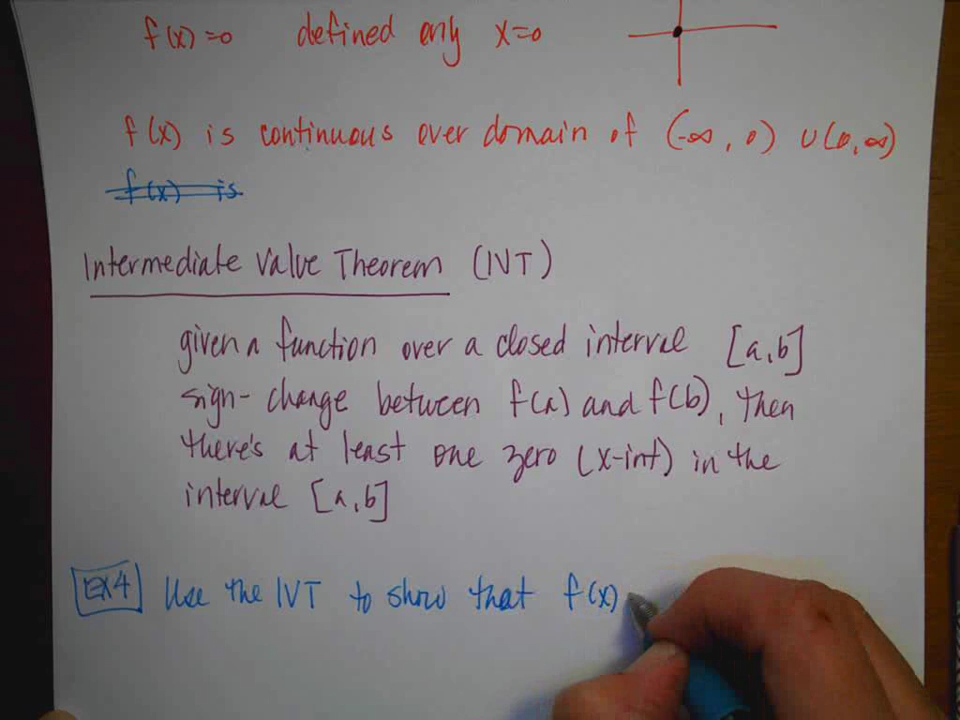 f(x) = 0 defined only x=0
f(x) is continuous over domain of (-∞, 0) ∪ (0, ∞)
f(x) is
Intermediate Value Theorem (IVT)
given a function over a closed interval [a,b]
sign-change between f(a) and f(b), then
there's at least one zero (x-int) in the
interval [a,b]
EX4 Use the IVT to show that f(x)